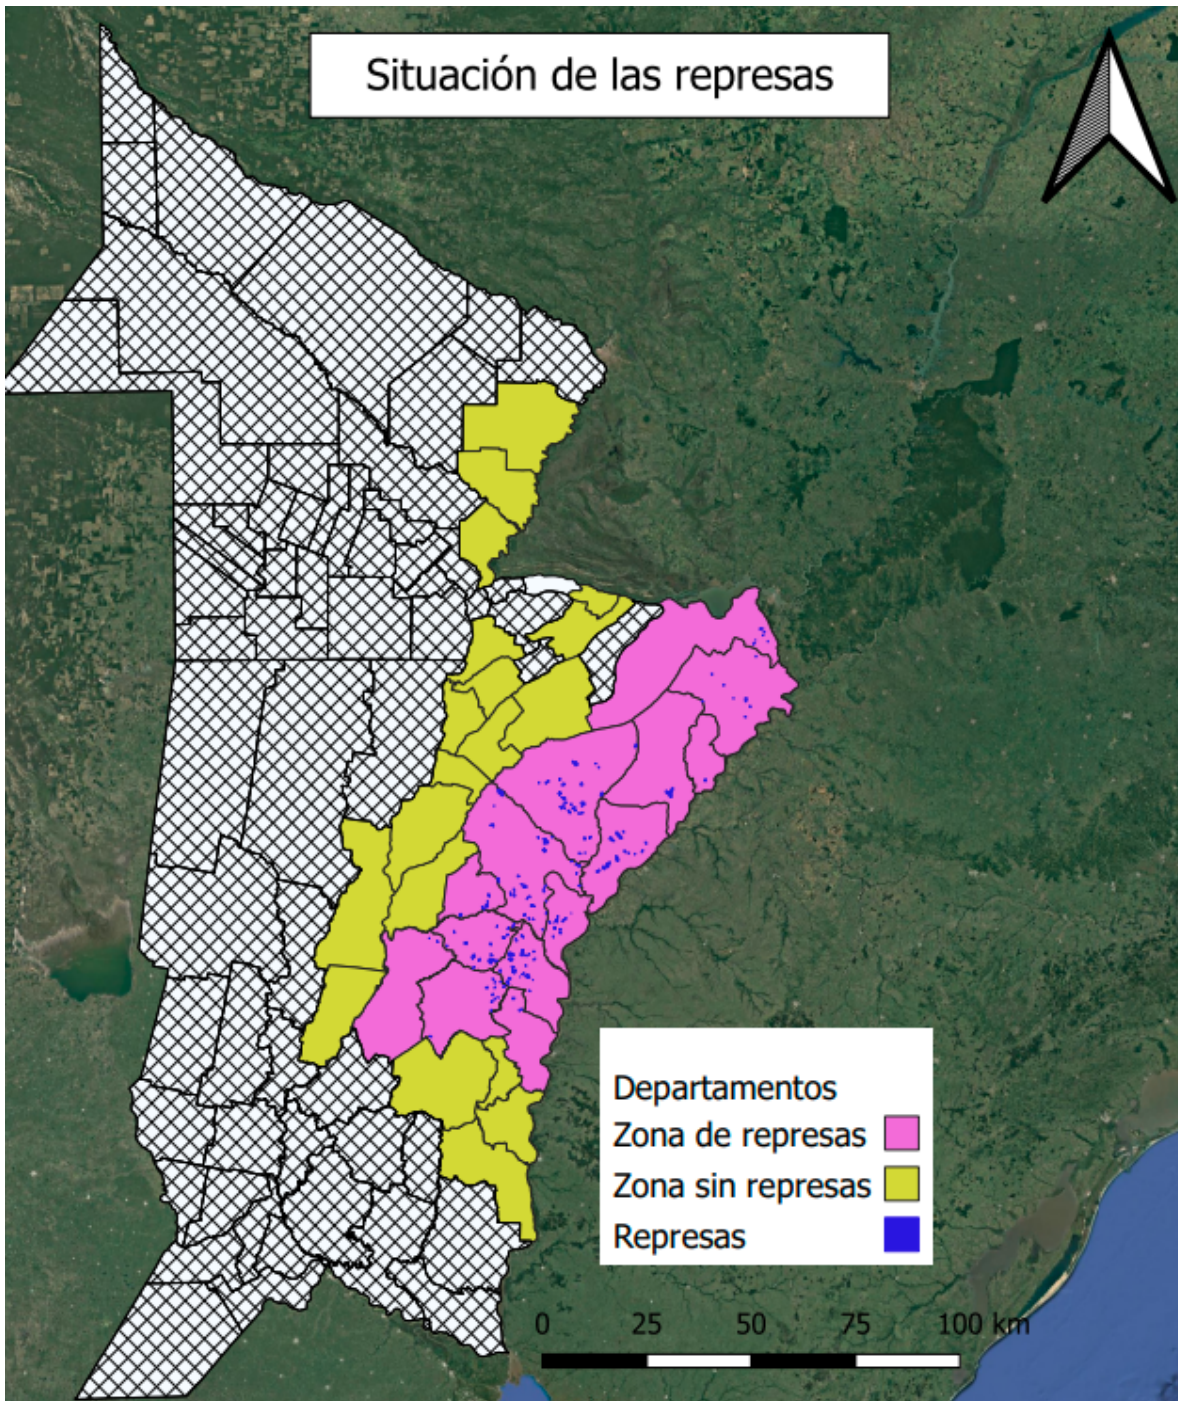 Situación de las represas
Departamentos
Zona de represas
Zona sin represas
Represas
0 25 50 75 100 km